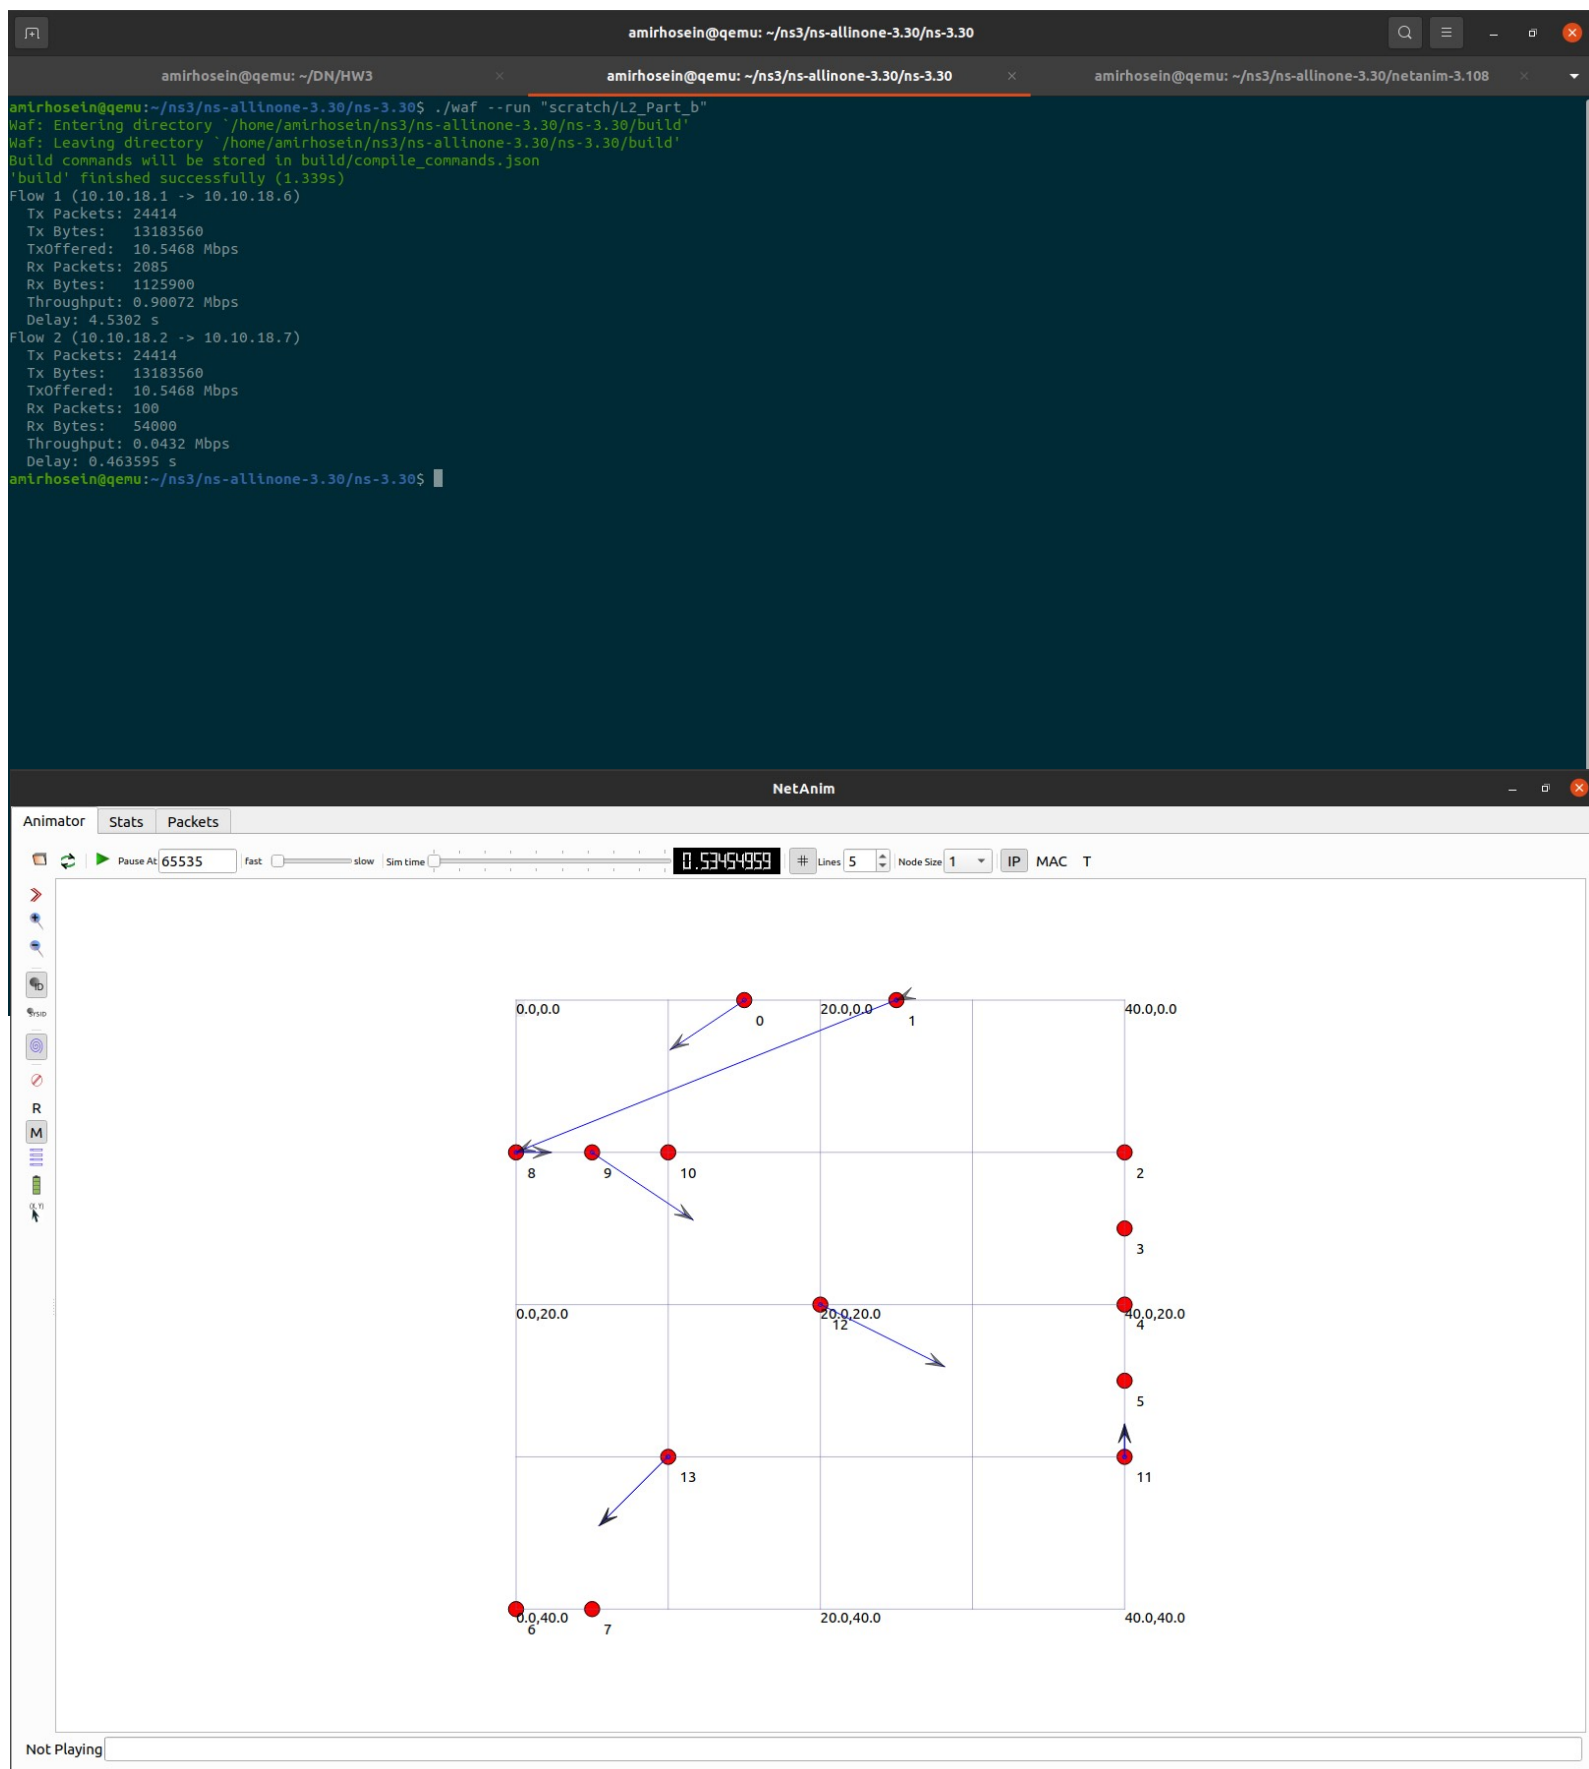 amirhosein@qemu: ~/ns3/ns-allinone-3.30/ns-3.30
amirhosein@qemu: ~/DN/HW3
amirhosein@qemu: ~/ns3/ns-allinone-3.30/ns-3.30
amirhosein@qemu: ~/ns3/ns-allinone-3.30/netanim-3.108
amirhosein@qemu:~/ns3/ns-allinone-3.30/ns-3.30$ ./waf --run "scratch/L2_Part_b"
Waf: Entering directory `/home/amirhosein/ns3/ns-allinone-3.30/ns-3.30/build'
Waf: Leaving directory `/home/amirhosein/ns3/ns-allinone-3.30/ns-3.30/build'
Build commands will be stored in build/compile_commands.json
'build' finished successfully (1.339s)
Flow 1 (10.10.18.1 -> 10.10.18.6)
Tx Packets: 24414
Tx Bytes:   13183560
TxOffered:  10.5468 Mbps
Rx Packets: 2085
Rx Bytes:   1125900
Throughput: 0.90072 Mbps
Delay: 4.5302 s
Flow 2 (10.10.18.2 -> 10.10.18.7)
Tx Packets: 24414
Tx Bytes:   13183560
TxOffered:  10.5468 Mbps
Rx Packets: 100
Rx Bytes:   54000
Throughput: 0.0432 Mbps
Delay: 0.463595 s
amirhosein@qemu:~/ns3/ns-allinone-3.30/ns-3.30$
NetAnim
Animator Stats Packets
Pause At 65535 fast slow Sim time 0.53454959 # Lines 5 Node Size 1 IP MAC T
ID
SYSID
R
M
(X,Y)
0.0,0.0
0
20.0,0.0
1
40.0,0.0
8
9
10
2
3
0.0,20.0
20.0,20.0
12
40.0,20.0
4
5
13
11
0.0,40.0
6
7
20.0,40.0
40.0,40.0
Not Playing